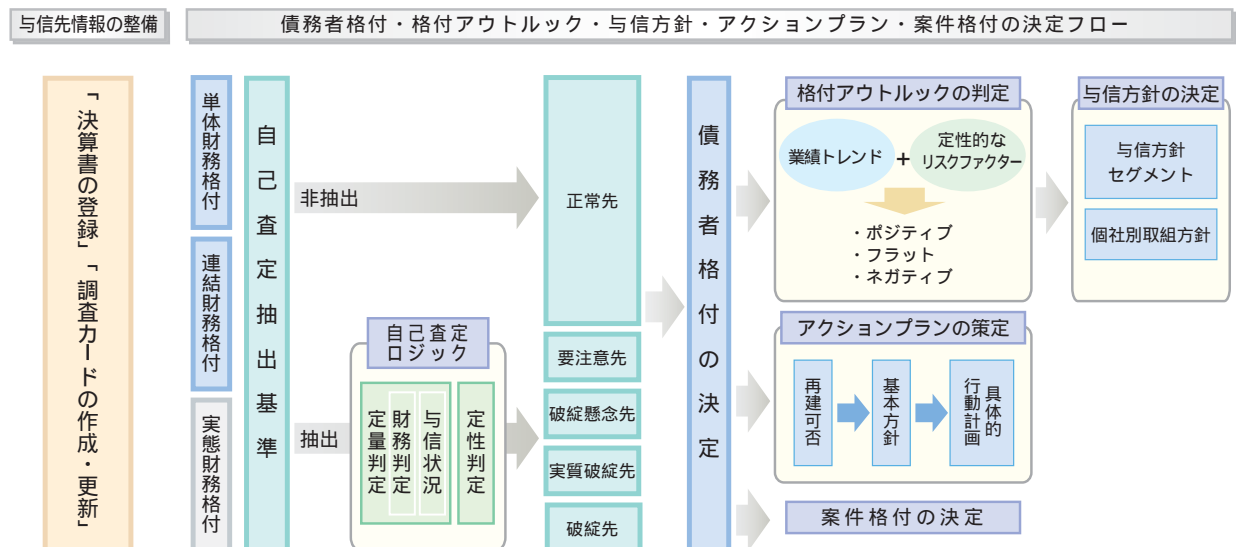 与信先情報の整備
債務者格付・格付アウトルック・与信方針・アクションプラン・案件格付の決定フロー
「決算書の登録」「調査カードの作成・更新」
単体財務格付
連結財務格付
実態財務格付
自己査定抽出基準
非抽出
抽出
自己査定
ロジック
定量判定
財務判定
与信状況
定性判定
正常先
要注意先
破綻懸念先
実質破綻先
破綻先
債務者格付の決定
格付アウトルックの判定
業績トレンド
+
定性的な
リスクファクター
・ポジティブ
・フラット
・ネガティブ
与信方針の決定
与信方針
セグメント
個社別取組方針
アクションプランの策定
再建可否
基本方針
具体的
行動計画
案件格付の決定